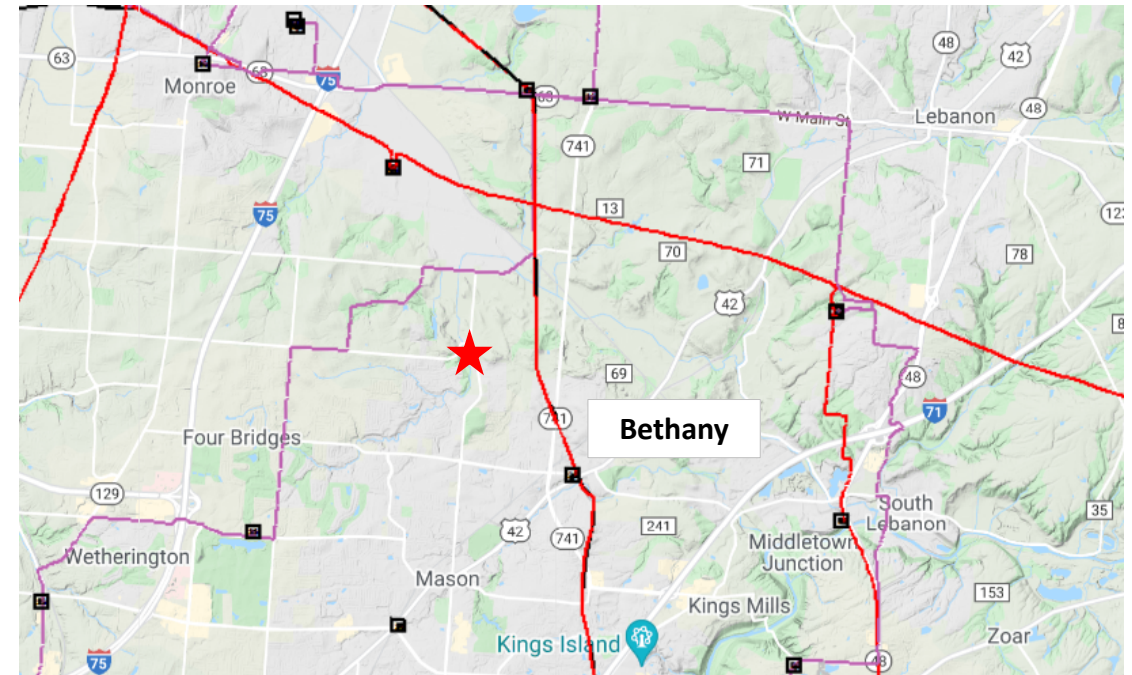 48
42
63
63
Monroe
75
63
48
W Main St
Lebanon
741
71
75
13
123
70
78
42
8
69
48
71
741
Bethany
Four Bridges
129
35
South
Lebanon
42
741
241
Wetherington
Middletown
Junction
Mason
153
Kings Mills
Zoar
Kings Island
75
48